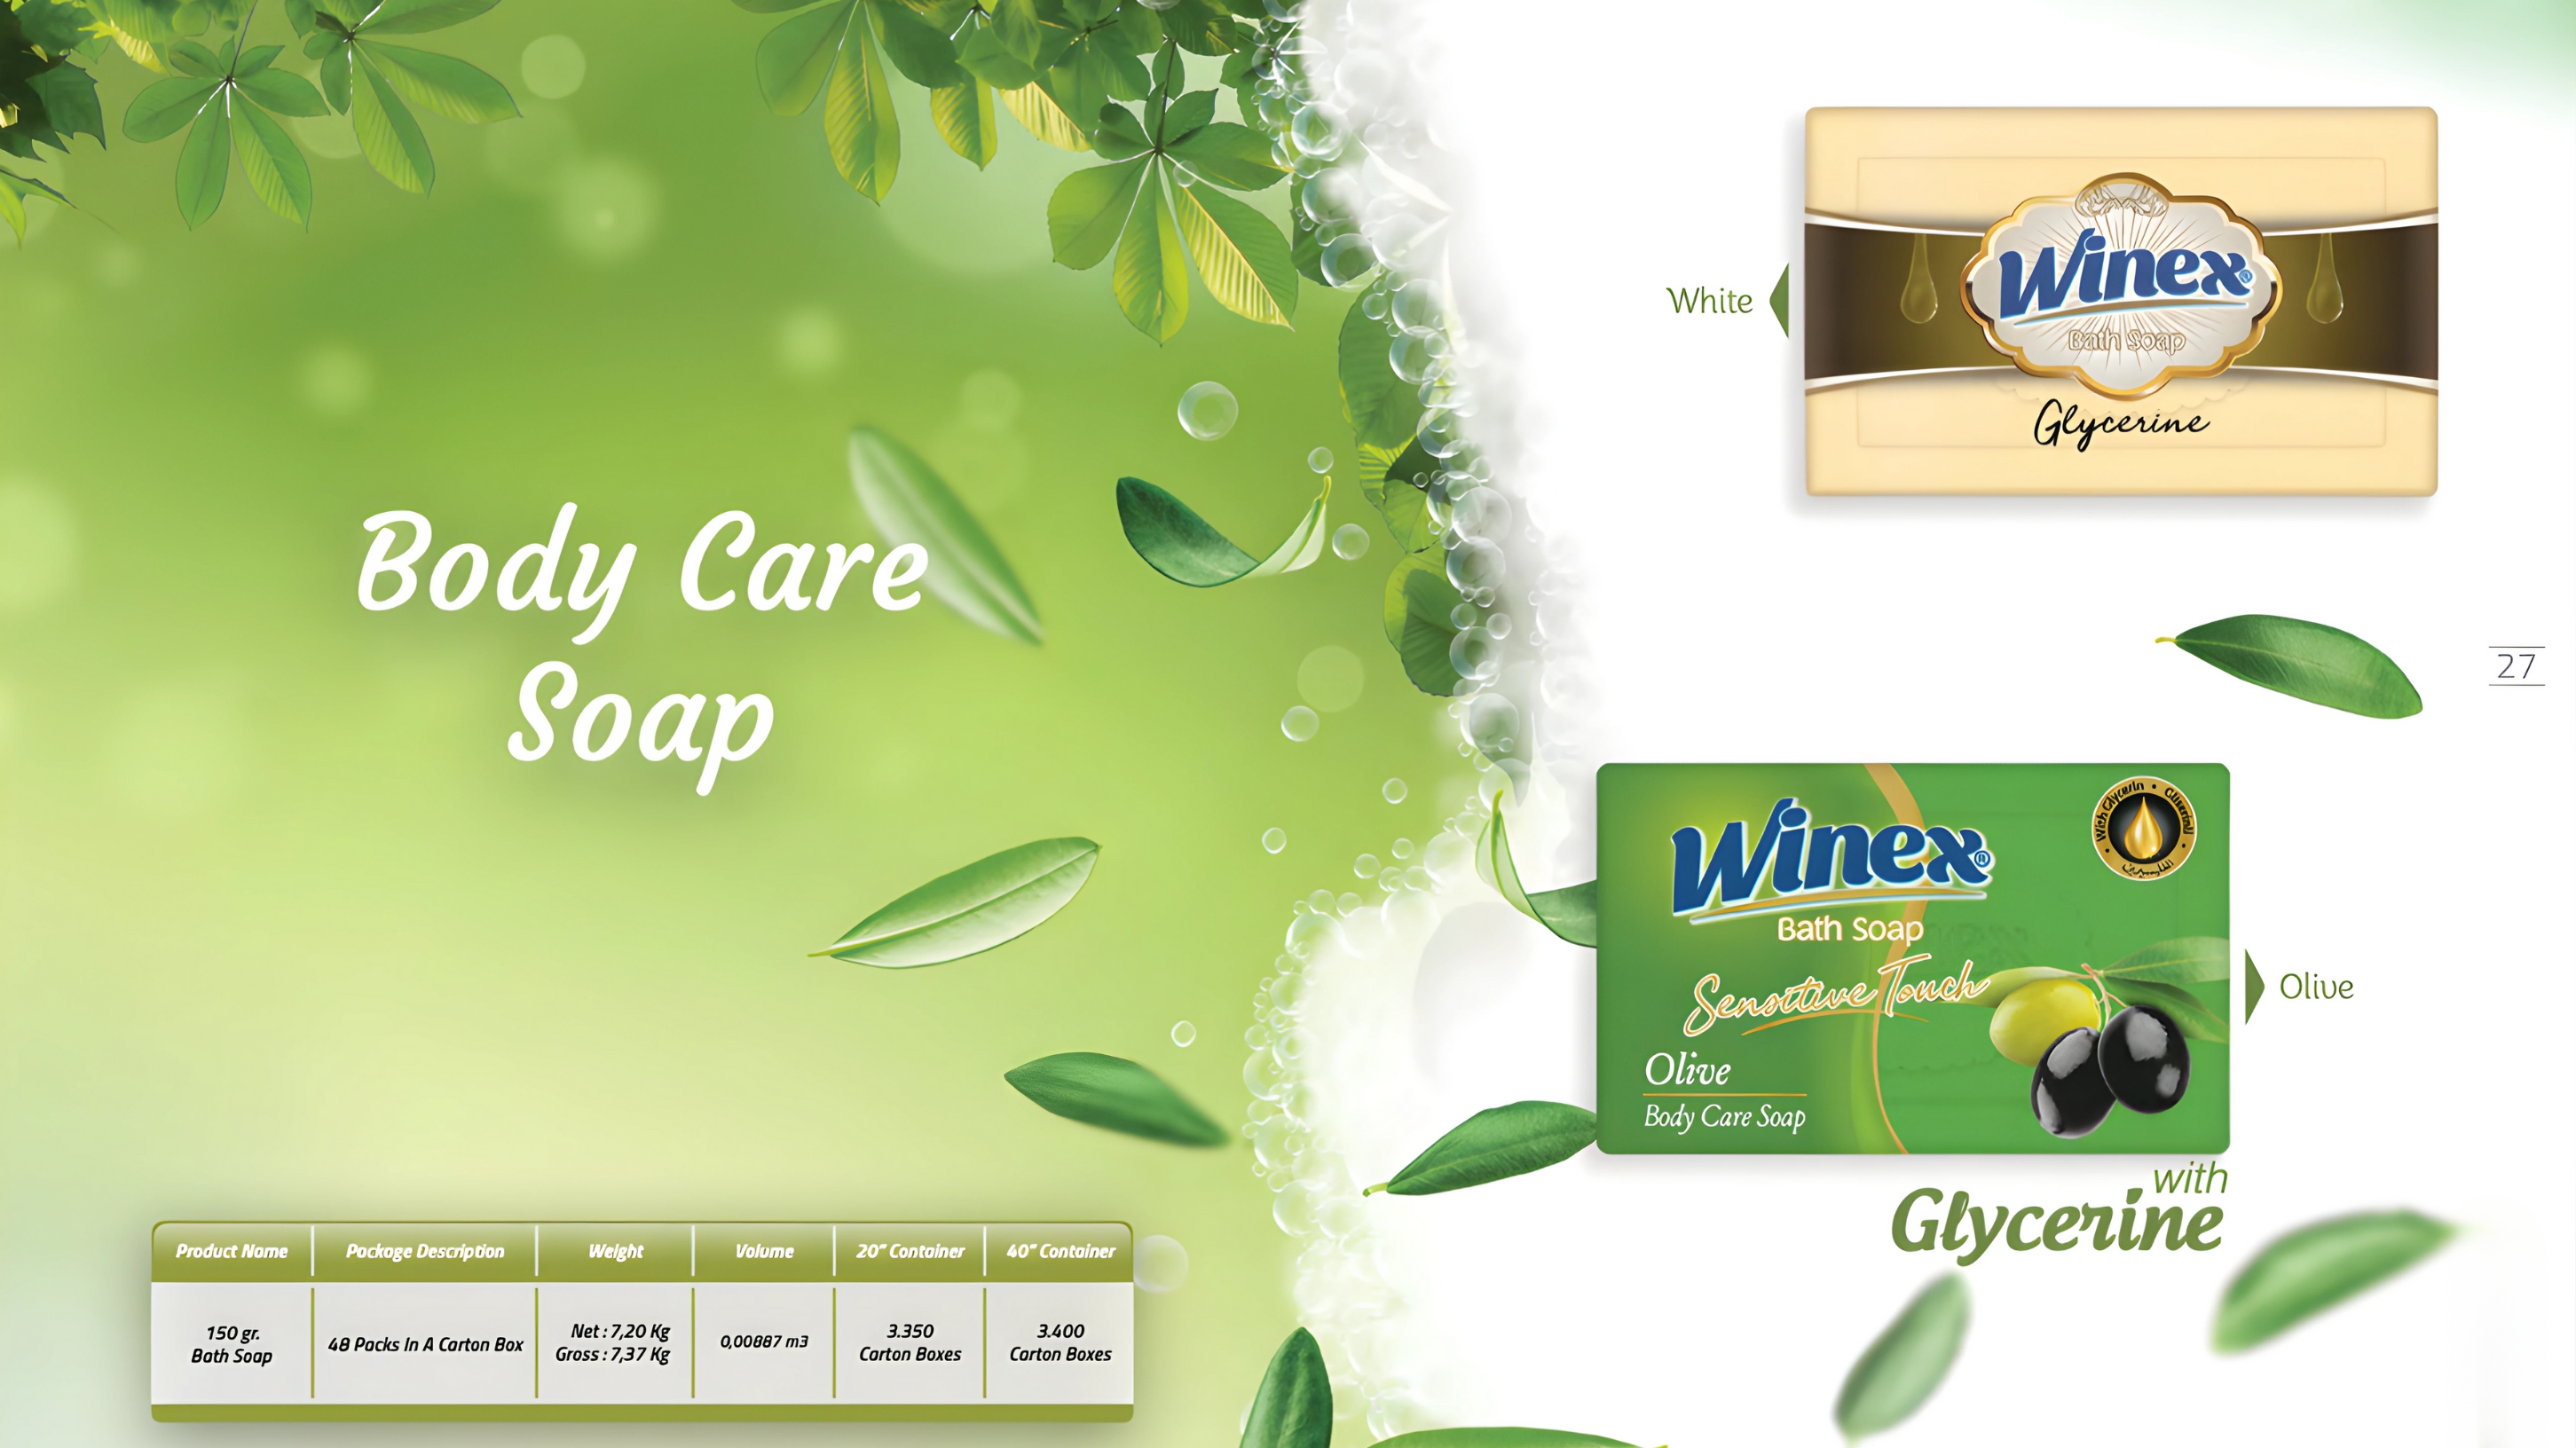 Body Care
Soap
White
Winex®
Bath Soap
Glycerine
27
Winex®
Bath Soap
Sensitive Touch
Olive
Body Care Soap
With Glycerin
Olive
with
Glycerine
Product Name Package Description Weight Volume 20" Container 40" Container
150 gr.
Bath Soap
48 Packs In A Carton Box
Net : 7,20 Kg
Gross : 7,37 Kg
0,00887 m3
3.350
Carton Boxes
3.400
Carton Boxes